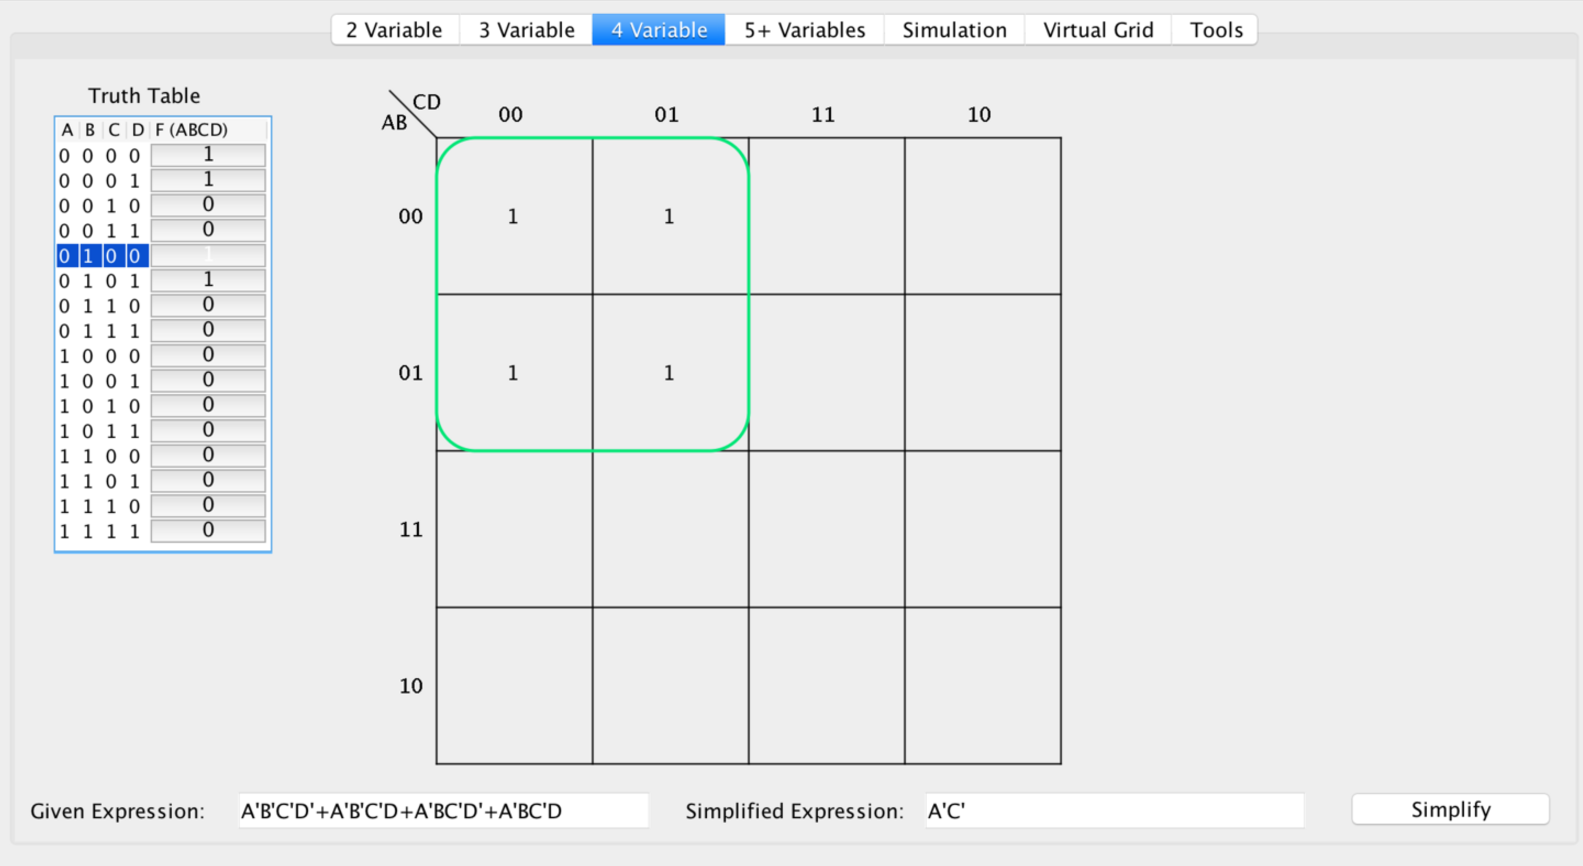 2 Variable 3 Variable 4 Variable 5+ Variables Simulation Virtual Grid Tools
Truth Table
A B C D F (ABCD)
0 0 0 0 1
0 0 0 1 1
0 0 1 0 0
0 0 1 1 0
0 1 0 0 1
0 1 0 1 1
0 1 1 0 0
0 1 1 1 0
1 0 0 0 0
1 0 0 1 0
1 0 1 0 0
1 0 1 1 0
1 1 0 0 0
1 1 0 1 0
1 1 1 0 0
1 1 1 1 0
CD
AB
00 01 11 10
00 1 1
01 1 1
11
10
Given Expression: A'B'C'D'+A'B'C'D+A'BC'D'+A'BC'D Simplified Expression: A'C' Simplify